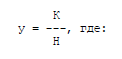 К
у = ---, где:
Н